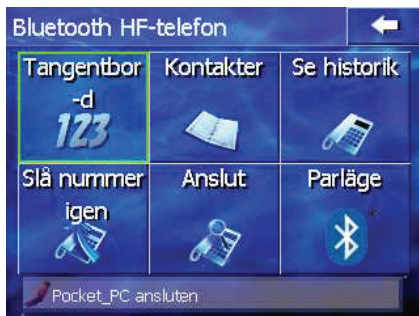 Bluetooth HF-telefon
Tangentbor
-d
123
Kontakter
Se historik
Slå nummer
igen
Anslut
Parläge
Pocket_PC ansluten